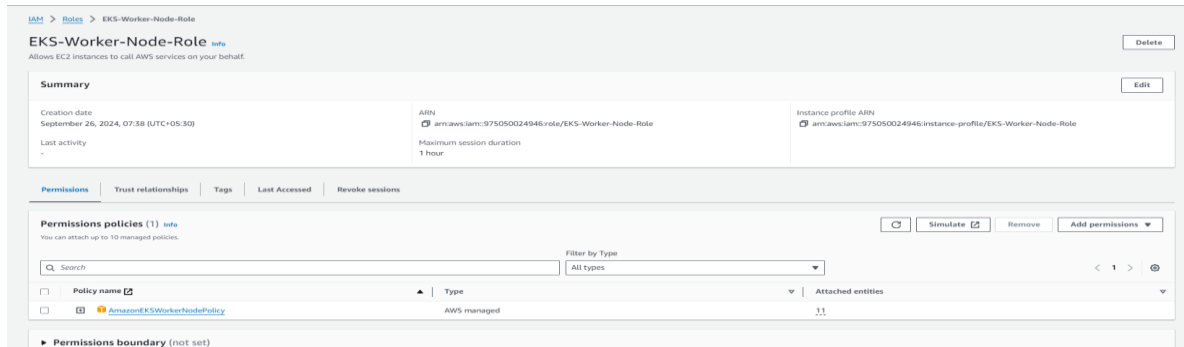 IAM > Roles > EKS-Worker-Node-Role
EKS-Worker-Node-Role Info
Delete
Allows EC2 instances to call AWS services on your behalf.
Summary
Edit
Creation date
September 26, 2024, 07:38 (UTC+05:30)
ARN
arn:aws:iam::975050024946:role/EKS-Worker-Node-Role
Instance profile ARN
arn:aws:iam::975050024946:instance-profile/EKS-Worker-Node-Role
Last activity
-
Maximum session duration
1 hour
Permissions
Trust relationships
Tags
Last Accessed
Revoke sessions
Permissions policies (1) Info
Simulate
Remove
Add permissions
You can attach up to 10 managed policies.
Filter by Type
Search
All types
< 1 >
Policy name
Type
Attached entities
AmazonEKSWorkerNodePolicy
AWS managed
11
Permissions boundary (not set)